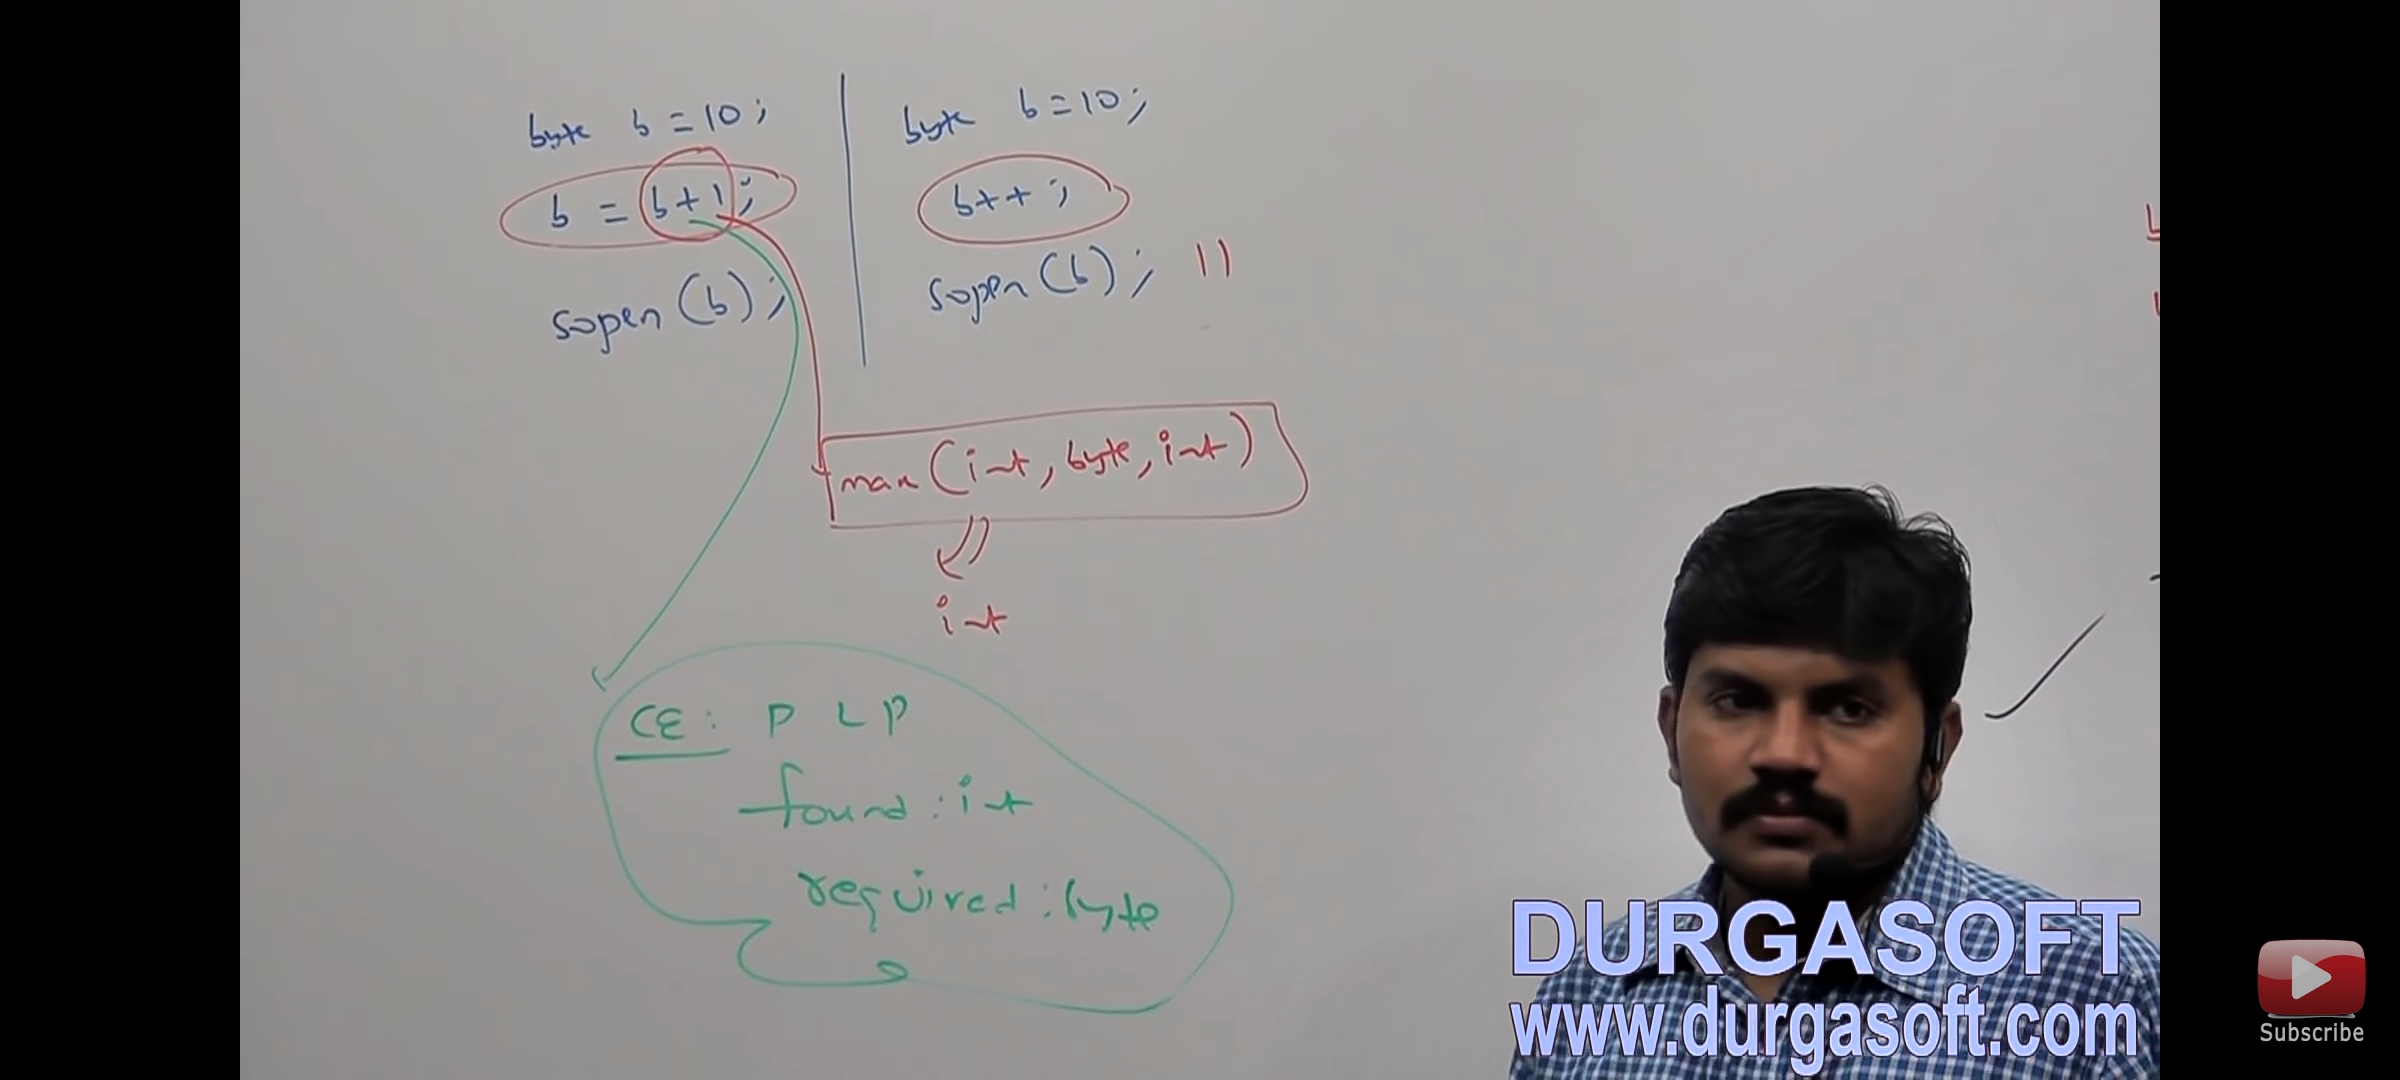 byte b = 10;
b = b+1;
sopln(b);
byte b=10;
b++;
sopln(b); 11
max(int, byte, int)
int
CE: P L P
found: int
required: byte
DURGASOFT
www.durgasoft.com
Subscribe